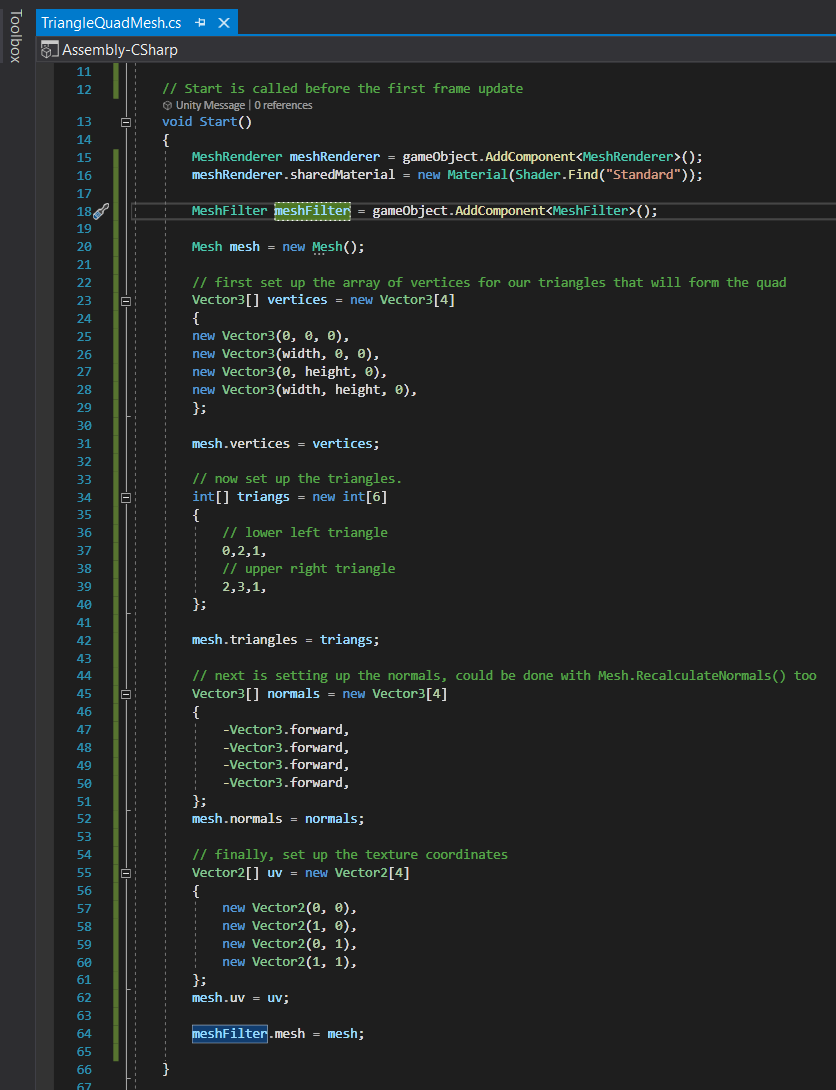 Toolbox
TriangleQuadMesh.cs
Assembly-CSharp
11
12 // Start is called before the first frame update
Unity Message | 0 references
13 void Start()
14 {
15 MeshRenderer meshRenderer = gameObject.AddComponent<MeshRenderer>();
16 meshRenderer.sharedMaterial = new Material(Shader.Find("Standard"));
17
18 MeshFilter meshFilter = gameObject.AddComponent<MeshFilter>();
19
20 Mesh mesh = new Mesh();
21
22 // first set up the array of vertices for our triangles that will form the quad
23 Vector3[] vertices = new Vector3[4]
24 {
25 new Vector3(0, 0, 0),
26 new Vector3(width, 0, 0),
27 new Vector3(0, height, 0),
28 new Vector3(width, height, 0),
29 };
30
31 mesh.vertices = vertices;
32
33 // now set up the triangles.
34 int[] triangs = new int[6]
35 {
36 // lower left triangle
37 0,2,1,
38 // upper right triangle
39 2,3,1,
40 };
41
42 mesh.triangles = triangs;
43
44 // next is setting up the normals, could be done with Mesh.RecalculateNormals() too
45 Vector3[] normals = new Vector3[4]
46 {
47 -Vector3.forward,
48 -Vector3.forward,
49 -Vector3.forward,
50 -Vector3.forward,
51 };
52 mesh.normals = normals;
53
54 // finally, set up the texture coordinates
55 Vector2[] uv = new Vector2[4]
56 {
57 new Vector2(0, 0),
58 new Vector2(1, 0),
59 new Vector2(0, 1),
60 new Vector2(1, 1),
61 };
62 mesh.uv = uv;
63
64 meshFilter.mesh = mesh;
65
66 }
67